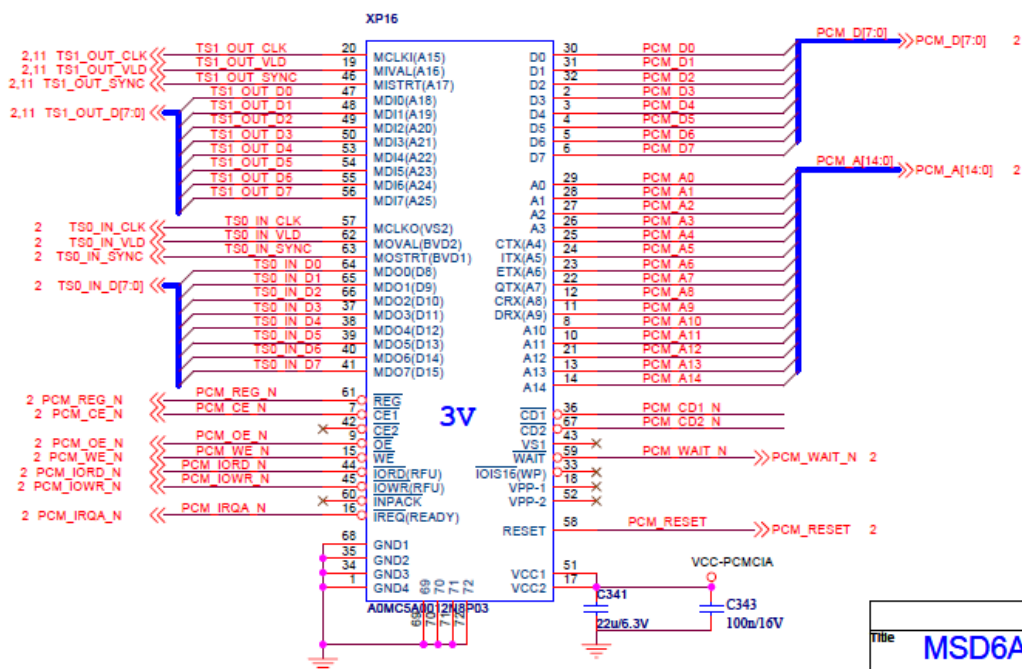 XP16
2,11 TS1_OUT_CLK TS1_OUT_CLK 20 MCLKI(A15)
2,11 TS1_OUT_VLD TS1_OUT_VLD 19 MIVAL(A16)
2,11 TS1_OUT_SYNC TS1_OUT_SYNC 46 MISTRT(A17)
2,11 TS1_OUT_D[7:0]
TS1_OUT_D0 47 MDI0(A18)
TS1_OUT_D1 48 MDI1(A19)
TS1_OUT_D2 49 MDI2(A20)
TS1_OUT_D3 50 MDI3(A21)
TS1_OUT_D4 53 MDI4(A22)
TS1_OUT_D5 54 MDI5(A23)
TS1_OUT_D6 55 MDI6(A24)
TS1_OUT_D7 56 MDI7(A25)
2 TS0_IN_CLK TS0_IN_CLK 57 MCLKO(VS2)
2 TS0_IN_VLD TS0_IN_VLD 62 MOVAL(BVD2)
2 TS0_IN_SYNC TS0_IN_SYNC 63 MOSTRT(BVD1)
2 TS0_IN_D[7:0]
TS0_IN_D0 64 MDO0(D8)
TS0_IN_D1 65 MDO1(D9)
TS0_IN_D2 66 MDO2(D10)
TS0_IN_D3 37 MDO3(D11)
TS0_IN_D4 38 MDO4(D12)
TS0_IN_D5 39 MDO5(D13)
TS0_IN_D6 40 MDO6(D14)
TS0_IN_D7 41 MDO7(D15)
2 PCM_REG_N PCM_REG_N 61 REG
2 PCM_CE_N PCM_CE_N 7 CE1
42 CE2
2 PCM_OE_N PCM_OE_N 9 OE
2 PCM_WE_N PCM_WE_N 15 WE
2 PCM_IORD_N PCM_IORD_N 44 IORD(RFU)
2 PCM_IOWR_N PCM_IOWR_N 45 IOWR(RFU)
60 INPACK
2 PCM_IRQA_N PCM_IRQA_N 16 IREQ(READY)
68 GND1
35 GND2
34 GND3
1 GND4
3V
D0 30 PCM_D0
D1 31 PCM_D1
D2 32 PCM_D2
D3 2 PCM_D3
D4 3 PCM_D4
D5 4 PCM_D5
D6 5 PCM_D6
D7 6 PCM_D7
PCM_D[7:0] PCM_D[7:0] 2
A0 29 PCM_A0
A1 28 PCM_A1
A2 27 PCM_A2
A3 26 PCM_A3
CTX(A4) 25 PCM_A4
ITX(A5) 24 PCM_A5
ETX(A6) 23 PCM_A6
QTX(A7) 22 PCM_A7
CRX(A8) 12 PCM_A8
DRX(A9) 11 PCM_A9
A10 8 PCM_A10
A11 10 PCM_A11
A12 21 PCM_A12
A13 13 PCM_A13
A14 14 PCM_A14
PCM_A[14:0] PCM_A[14:0] 2
CD1 36 PCM_CD1_N
CD2 67 PCM_CD2_N
VS1 43
WAIT 59 PCM_WAIT_N PCM_WAIT_N 2
IOIS16(WP) 33
VPP-1 18
VPP-2 52
RESET 58 PCM_RESET PCM_RESET 2
VCC1 51
VCC2 17
VCC-PCMCIA
69 70 71 72
A0MC5A0012N8P03
69 70 71 72
C341
22u/6.3V
C343
100n/16V
Title MSD6A